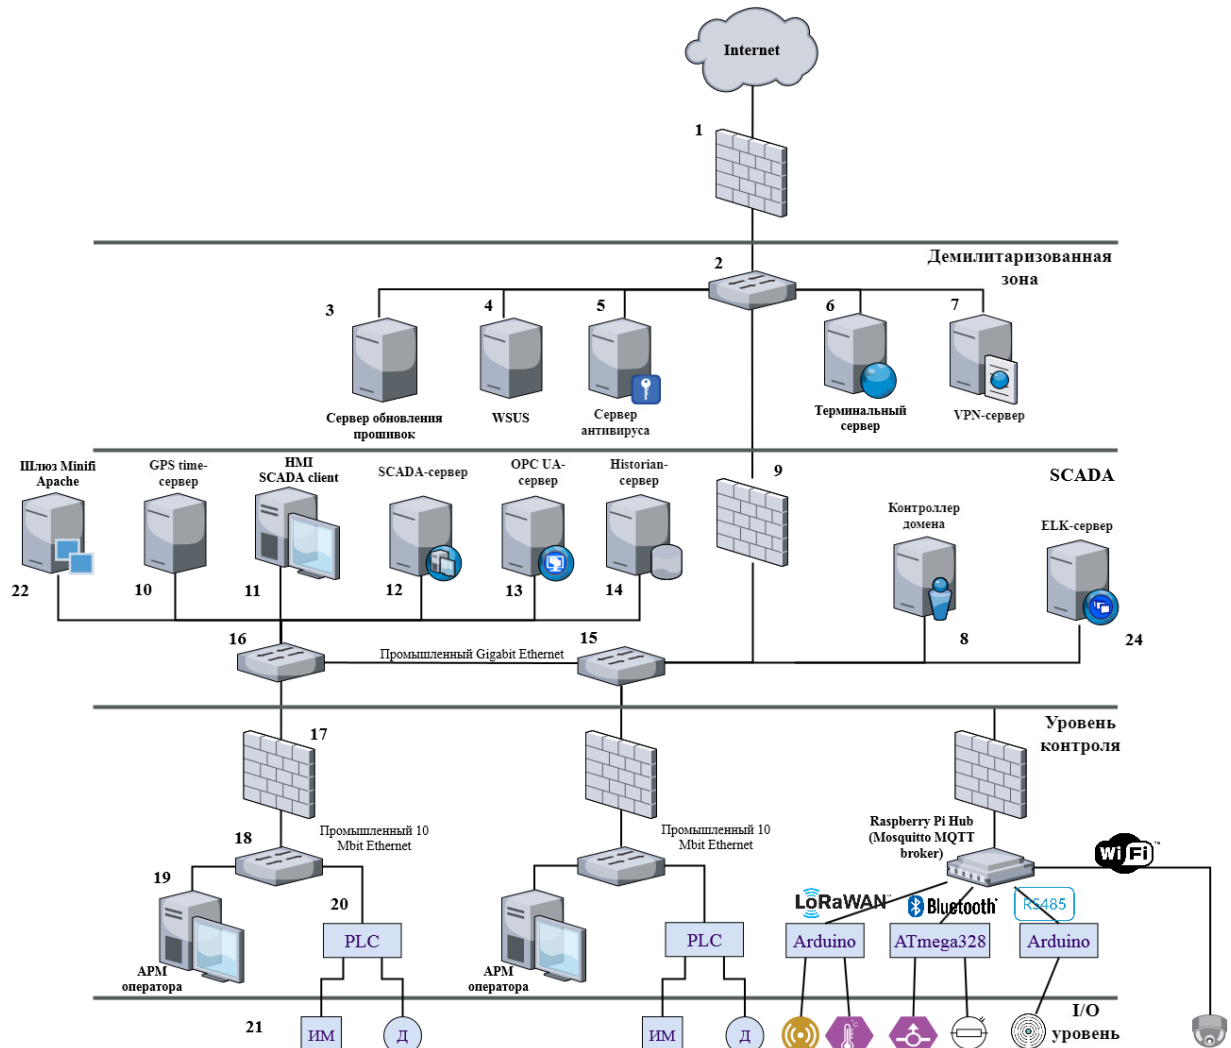 Internet
1
2
Демилитаризованная
зона
3
4
5
6
7
Сервер обновления
прошивок
WSUS
Сервер
антивируса
Терминальный
сервер
VPN-сервер
Шлюз Minifi
Apache
GPS time-
сервер
HMI
SCADA client
SCADA-сервер
OPC UA-
сервер
Historian-
сервер
9
SCADA
Контроллер
домена
ELK-сервер
22
10
11
12
13
14
8
24
16
Промышленный Gigabit Ethernet
15
17
Уровень
контроля
18
Промышленный 10
Mbit Ethernet
Промышленный 10
Mbit Ethernet
Raspberry Pi Hub
(Mosquitto MQTT
broker)
Wi Fi™
19
20
LoRaWAN
Bluetooth
RS485
PLC
PLC
Arduino
ATmega328
Arduino
АРМ
оператора
АРМ
оператора
21
ИМ
Д
ИМ
Д
°C
I/O
уровень